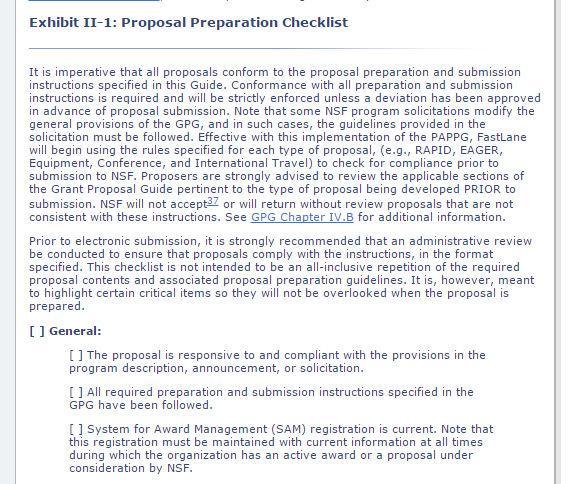 Exhibit II-1: Proposal Preparation Checklist
It is imperative that all proposals conform to the proposal preparation and submission
instructions specified in this Guide. Conformance with all preparation and submission
instructions is required and will be strictly enforced unless a deviation has been approved
in advance of proposal submission. Note that some NSF program solicitations modify the
general provisions of the GPG, and in such cases, the guidelines provided in the
solicitation must be followed. Effective with this implementation of the PAPPG, FastLane
will begin using the rules specified for each type of proposal, (e.g., RAPID, EAGER,
Equipment, Conference, and International Travel) to check for compliance prior to
submission to NSF. Proposers are strongly advised to review the applicable sections of
the Grant Proposal Guide pertinent to the type of proposal being developed PRIOR to
submission. NSF will not accept37 or will return without review proposals that are not
consistent with these instructions. See GPG Chapter IV.B for additional information.
Prior to electronic submission, it is strongly recommended that an administrative review
be conducted to ensure that proposals comply with the instructions, in the format
specified. This checklist is not intended to be an all-inclusive repetition of the required
proposal contents and associated proposal preparation guidelines. It is, however, meant
to highlight certain critical items so they will not be overlooked when the proposal is
prepared.
[ ] General:
[ ] The proposal is responsive to and compliant with the provisions in the
program description, announcement, or solicitation.
[ ] All required preparation and submission instructions specified in the
GPG have been followed.
[ ] System for Award Management (SAM) registration is current. Note that
this registration must be maintained with current information at all times
during which the organization has an active award or a proposal under
consideration by NSF.